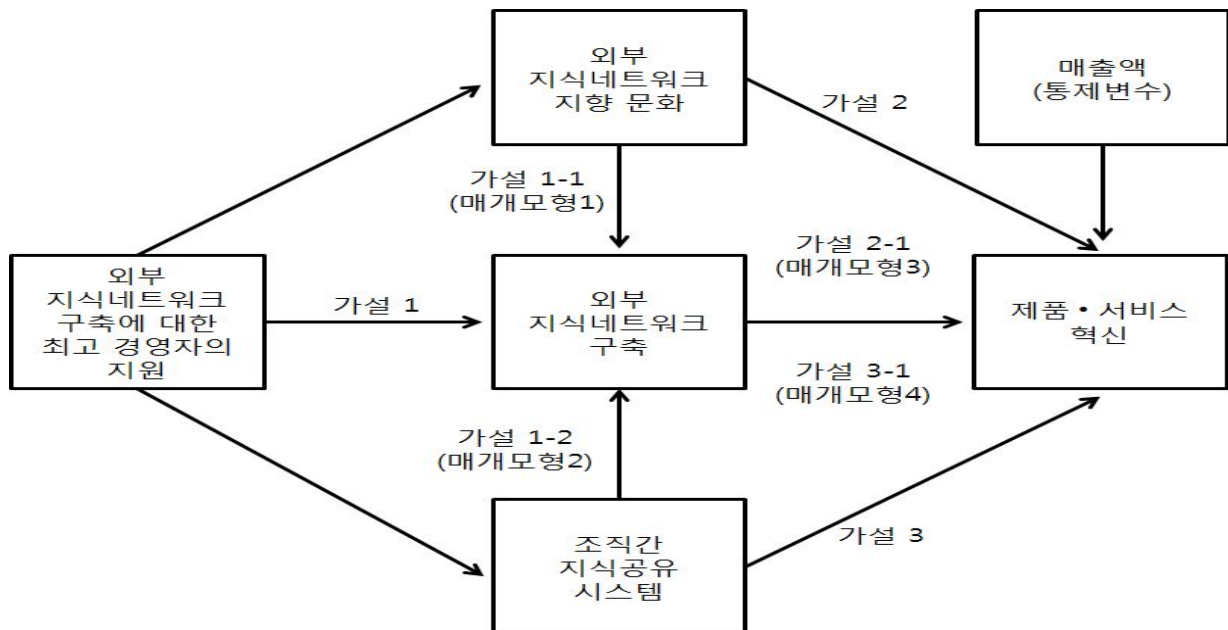 외부
지식네트워크
지향 문화
매출액
(통제변수)
가설 2
가설 1-1
(매개모형1)
외부
지식네트워크
구축에 대한
최고 경영자의
지원
가설 1
외부
지식네트워크
구축
가설 2-1
(매개모형3)
가설 3-1
(매개모형4)
제품・서비스
혁신
가설 1-2
(매개모형2)
조직간
지식공유
시스템
가설 3